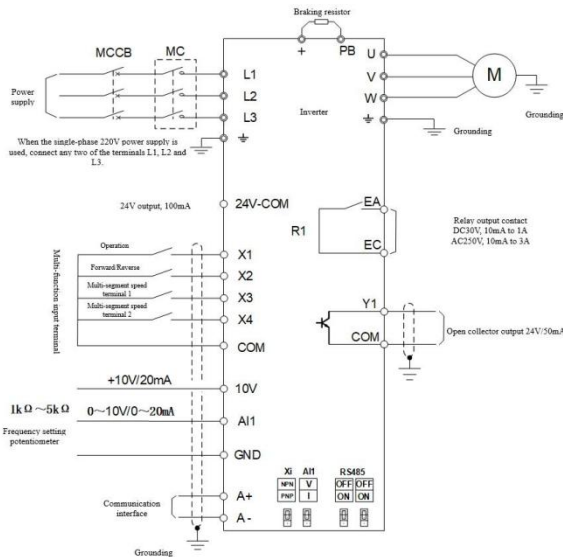 Braking resistor
+ PB
MCCB MC
Power
supply
L1
L2
L3
U
V
W
M
Inverter
Grounding
Grounding
When the single-phase 220V power supply is
used, connect any two of the terminals L1, L2 and
L3.
24V output, 100mA
24V-COM
EA
R1
EC
Relay output contact
DC30V, 10mA to 1A
AC250V, 10mA to 3A
Multi-function input terminal
Operation
X1
Forward/Reverse
X2
Multi-segment speed
terminal 1
X3
Multi-segment speed
terminal 2
X4
COM
Y1
COM
Open collector output 24V/50mA
+10V/20mA
10V
1kΩ～5kΩ
0～10V/0～20mA
AI1
Frequency setting
potentiometer
GND
Communication
interface
A+
A-
Grounding
Xi AI1 RS485
NPN V OFF OFF
PNP I ON ON